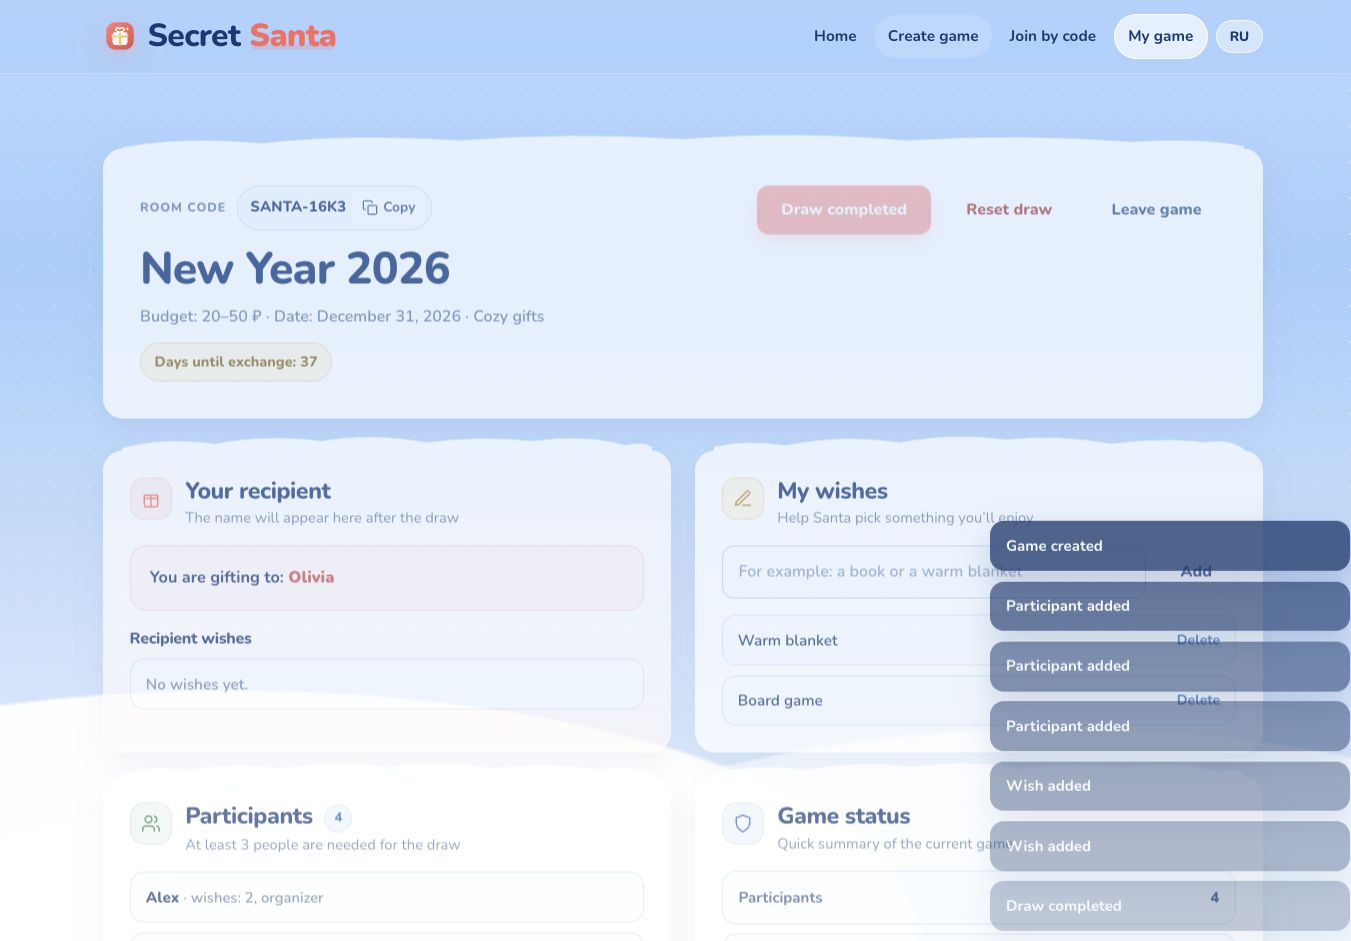 Secret Santa
Home
Create game
Join by code
My game
RU
ROOM CODE
SANTA-16K3
Copy
Draw completed
Reset draw
Leave game
New Year 2026
Budget: 20–50 ₽ · Date: December 31, 2026 · Cozy gifts
Days until exchange: 37
Your recipient
The name will appear here after the draw
You are gifting to: Olivia
Recipient wishes
No wishes yet.
My wishes
Help Santa pick something you'll enjoy
For example: a book or a warm blanket
Add
Warm blanket
Delete
Board game
Delete
Participants
4
At least 3 people are needed for the draw
Alex · wishes: 2, organizer
Game status
Quick summary of the current game
Participants
4
Game created
Participant added
Participant added
Participant added
Wish added
Wish added
Draw completed